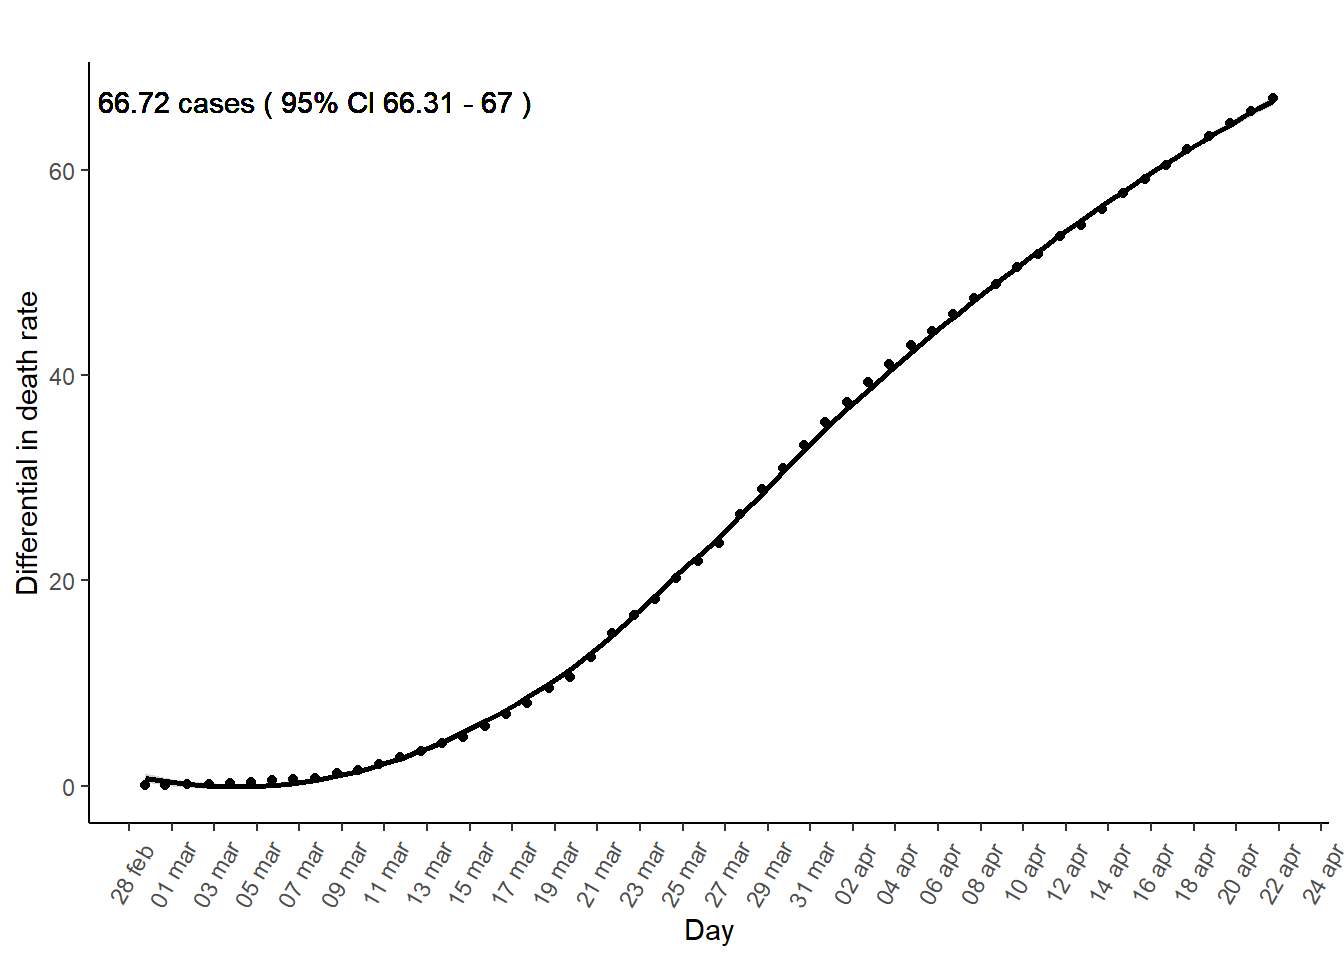 66.72 cases ( 95% CI 66.31 - 67 )
Differential in death rate
60
40
20
0
28 feb
01 mar
03 mar
05 mar
07 mar
09 mar
11 mar
13 mar
15 mar
17 mar
19 mar
21 mar
23 mar
25 mar
27 mar
29 mar
31 mar
02 apr
04 apr
06 apr
08 apr
10 apr
12 apr
14 apr
16 apr
18 apr
20 apr
22 apr
24 apr
Day